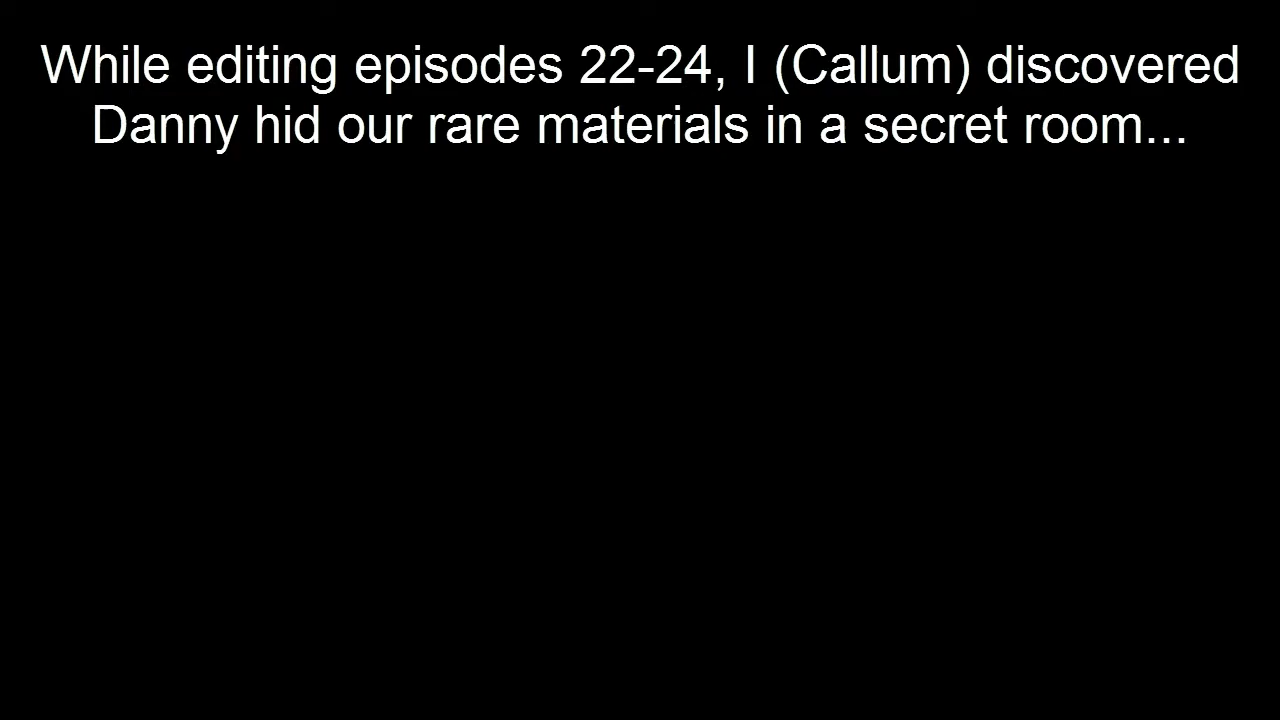 While editing episodes 22-24, I (Callum) discovered
Danny hid our rare materials in a secret room...